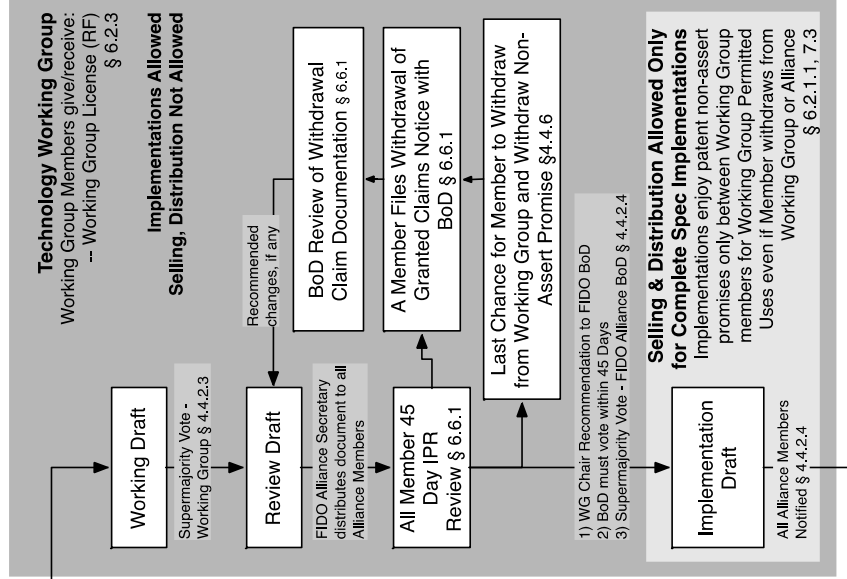 Technology Working Group
Working Group Members give/receive:
-- Working Group License (RF)
§ 6.2.3
Implementations Allowed
Selling, Distribution Not Allowed
Working Draft
Supermajority Vote -
Working Group § 4.4.2.3
Review Draft
Recommended
changes, if any
BoD Review of Withdrawal
Claim Documentation § 6.6.1
FIDO Alliance Secretary
distributes document to all
Alliance Members
All Member 45
Day IPR
Review § 6.6.1
A Member Files Withdrawal of
Granted Claims Notice with
BoD § 6.6.1
Last Chance for Member to Withdraw
from Working Group and Withdraw Non-
Assert Promise §4.4.6
1) WG Chair Recommendation to FIDO BoD
2) BoD must vote within 45 Days
3) Supermajority Vote - FIDO Alliance BoD § 4.4.2.4
Selling & Distribution Allowed Only
for Complete Spec Implementations
Implementations enjoy patent non-assert
promises only between Working Group
members for Working Group Permitted
Uses even if Member withdraws from
Working Group or Alliance
§ 6.2.1.1, 7.3
Implementation
Draft
All Alliance Members
Notified § 4.4.2.4